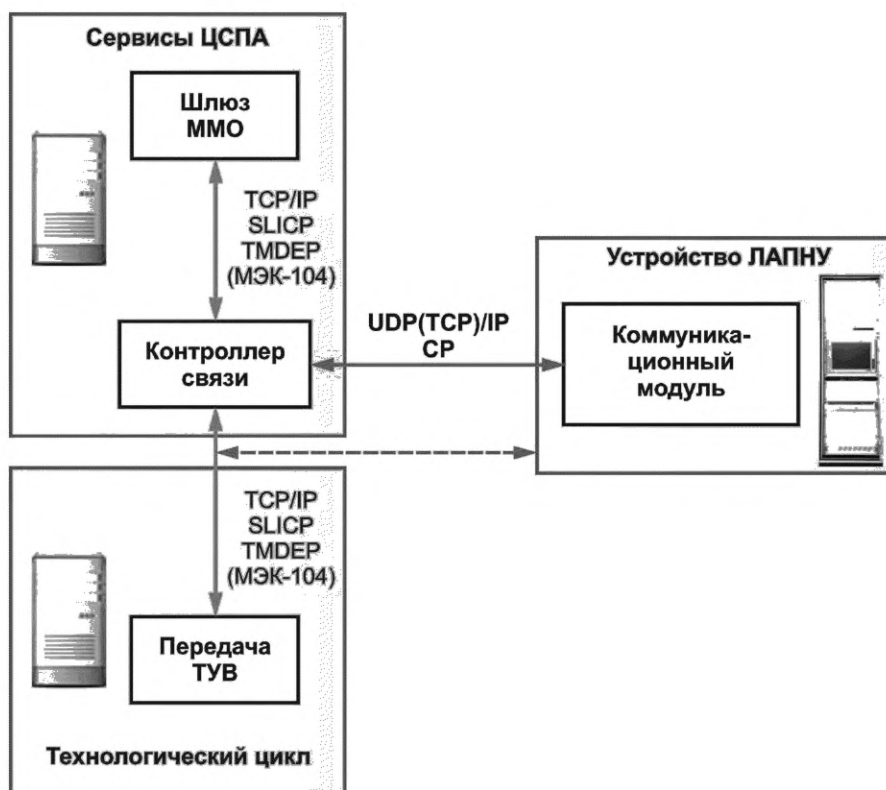 Сервисы ЦСПА
Шлюз
ММО
TCP/IP
SLICP
TMDEP
(МЭК-104)
Контроллер
связи
UDP(TCP)/IP
CP
Устройство ЛАПНУ
Коммуника-
ционный
модуль
TCP/IP
SLICP
TMDEP
(МЭК-104)
Передача
ТУВ
Технологический цикл